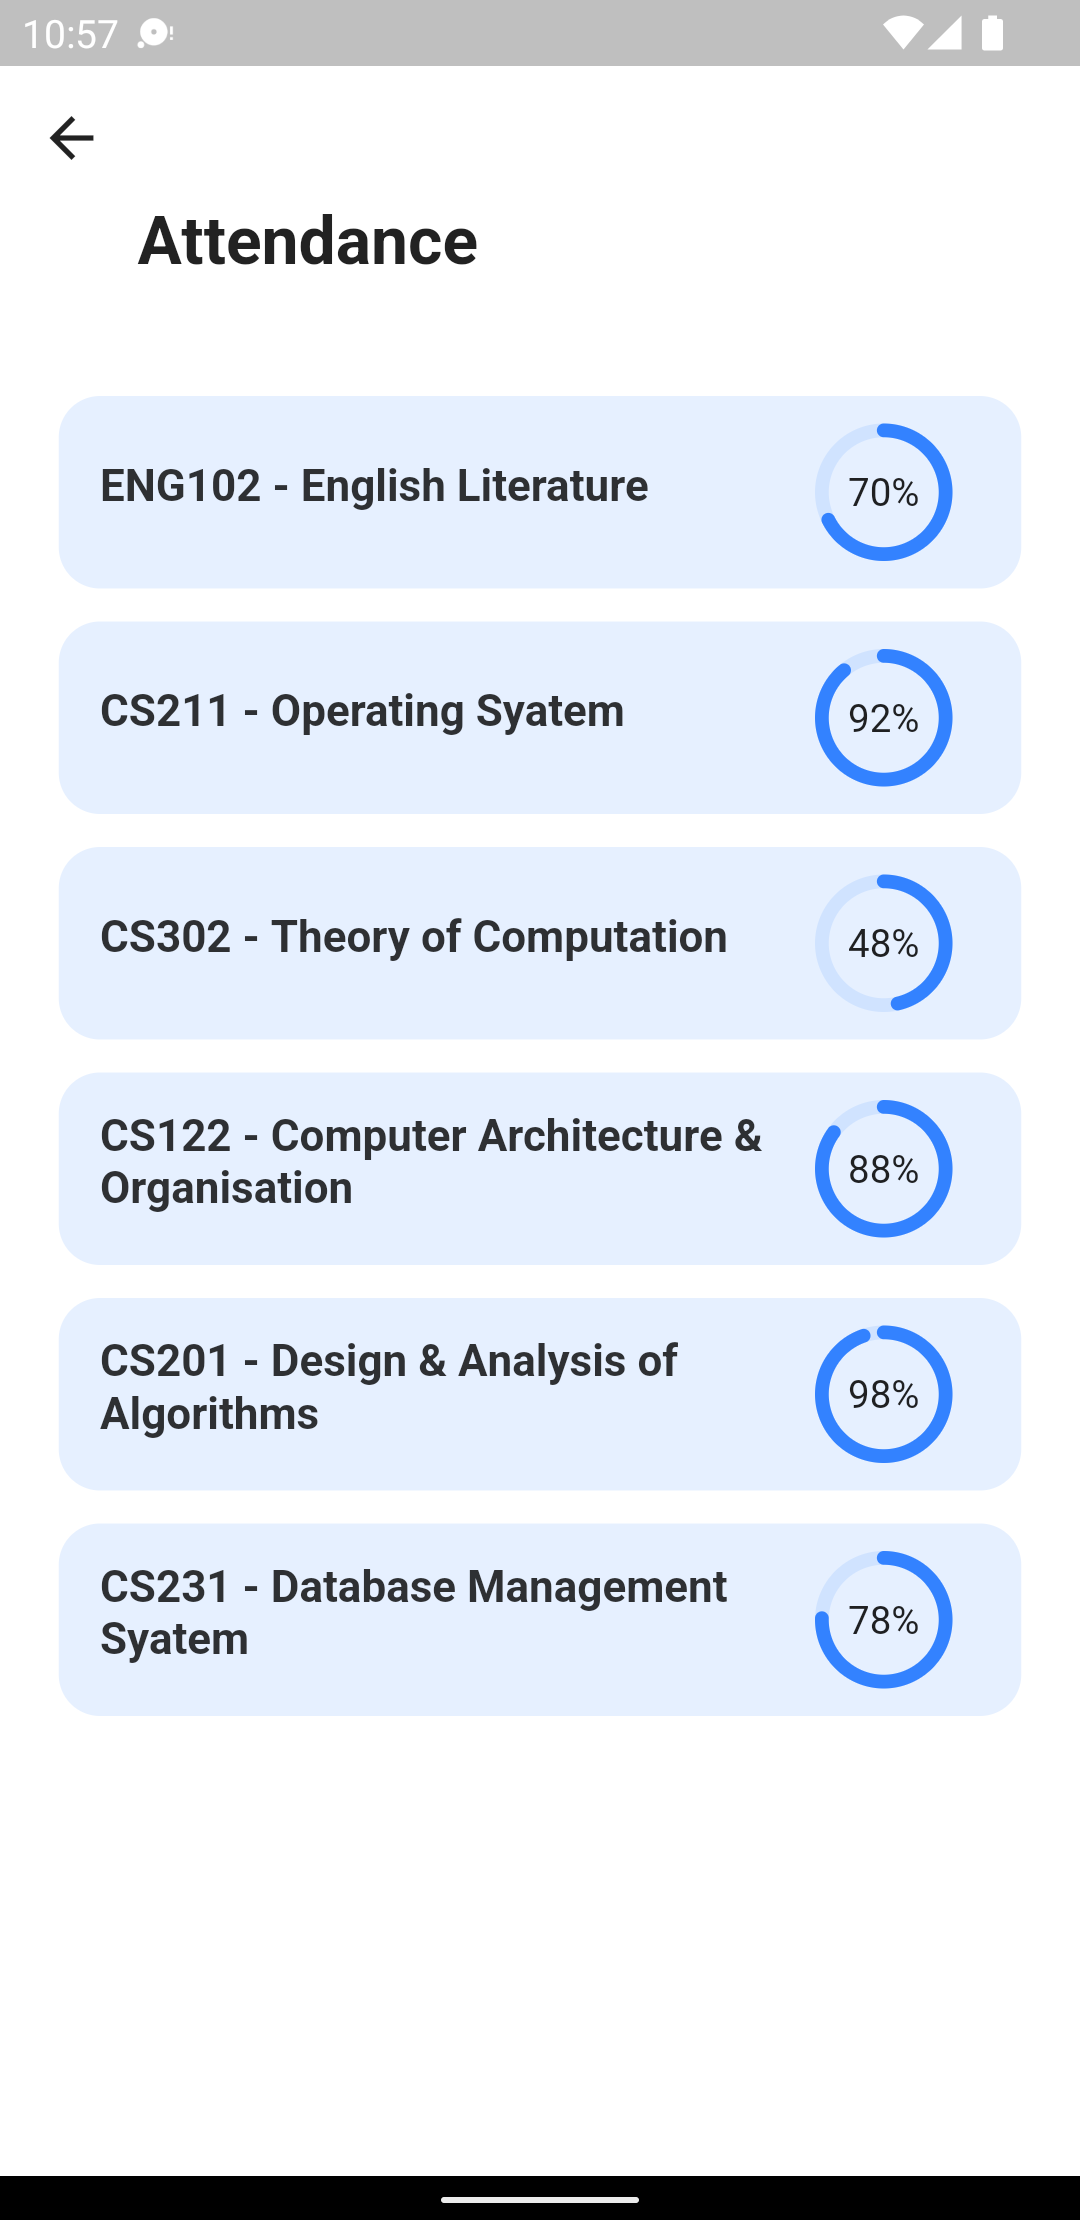 10:57
Attendance
ENG102 - English Literature
70%
CS211 - Operating Syatem
92%
CS302 - Theory of Computation
48%
CS122 - Computer Architecture &
Organisation
88%
CS201 - Design & Analysis of
Algorithms
98%
CS231 - Database Management
Syatem
78%